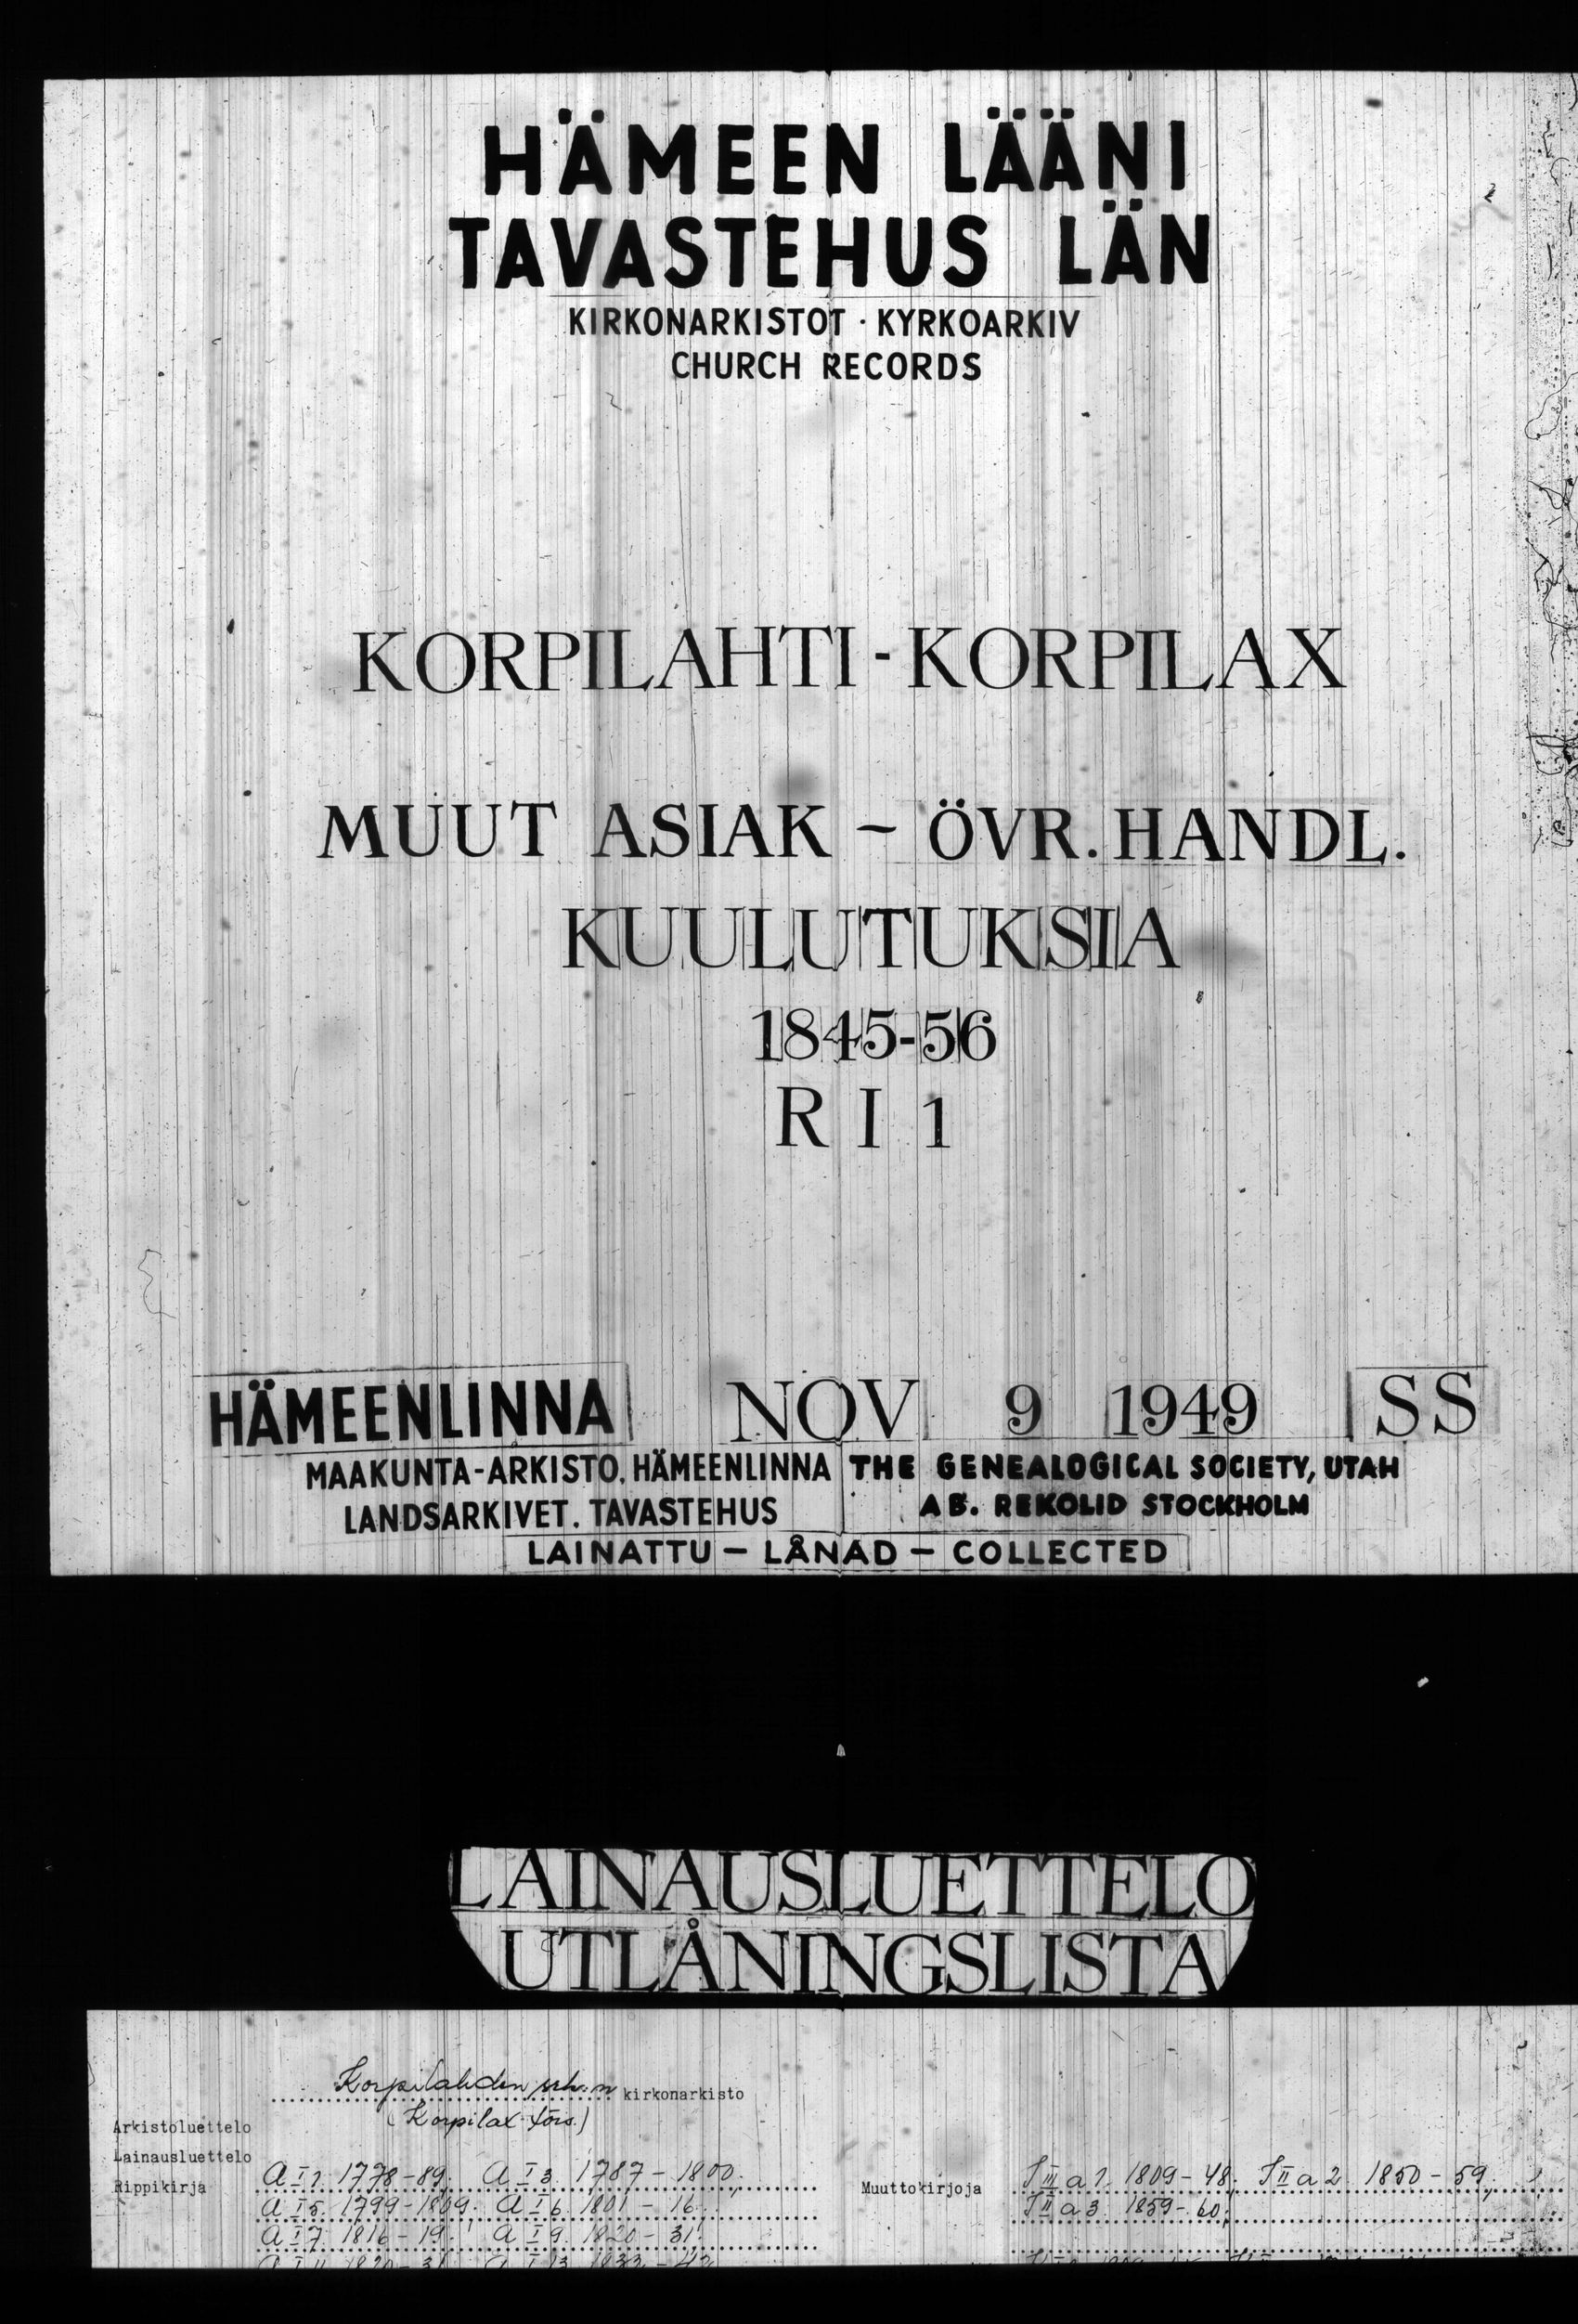 HÄMEEN LÄÄNI
TAVASTEHUS LÄN
KIRKONARKISTOT · KYRKOARKIV
CHURCH RECORDS
KORPILAHTI - KORPILAX
MUUT ASIAK – ÖVR. HANDL.
KUULUTUKSIA
1845-56
R I 1
HÄMEENLINNA NOV 9 1949 SS
MAAKUNTA-ARKISTO, HÄMEENLINNA THE GENEALOGICAL SOCIETY, UTAH
LANDSARKIVET. TAVASTEHUS AB. REKOLID STOCKHOLM
LAINATTU – LÅNAD – COLLECTED
LAINAUSLUETTELO
UTLÅNINGSLISTA
Korpilahden srk:n kirkonarkisto
(Korpilax förs.)
Arkistoluettelo
Lainausluettelo
Rippikirja A I 1. 1778-89. A I 3. 1787-1800.
A I 5. 1799-1809. A I 6. 1801-16.
A I 7. 1816-19. A I 9. 1820-31.
Muuttokirjoja a 1. 1809-48. II a 2. 1850-59.
II a 3. 1859-60.